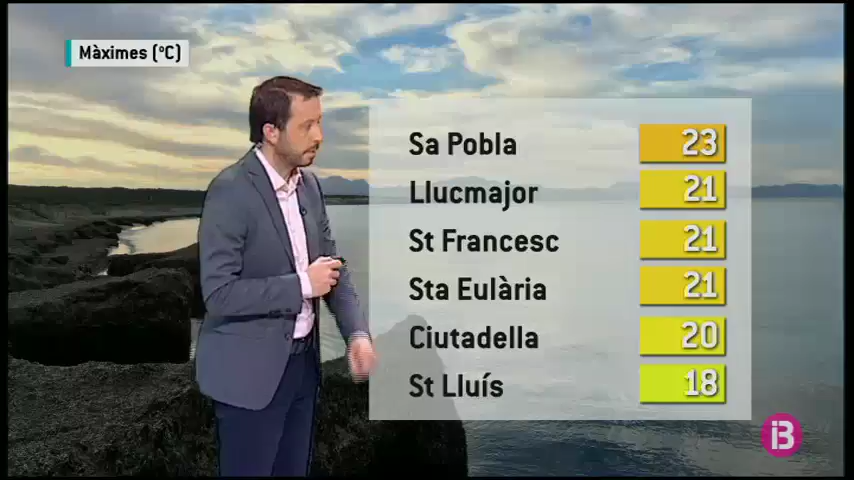 Màximes (ºC)
Sa Pobla 23
Llucmajor 21
St Francesc 21
Sta Eulària 21
Ciutadella 20
St Lluís 18
IB